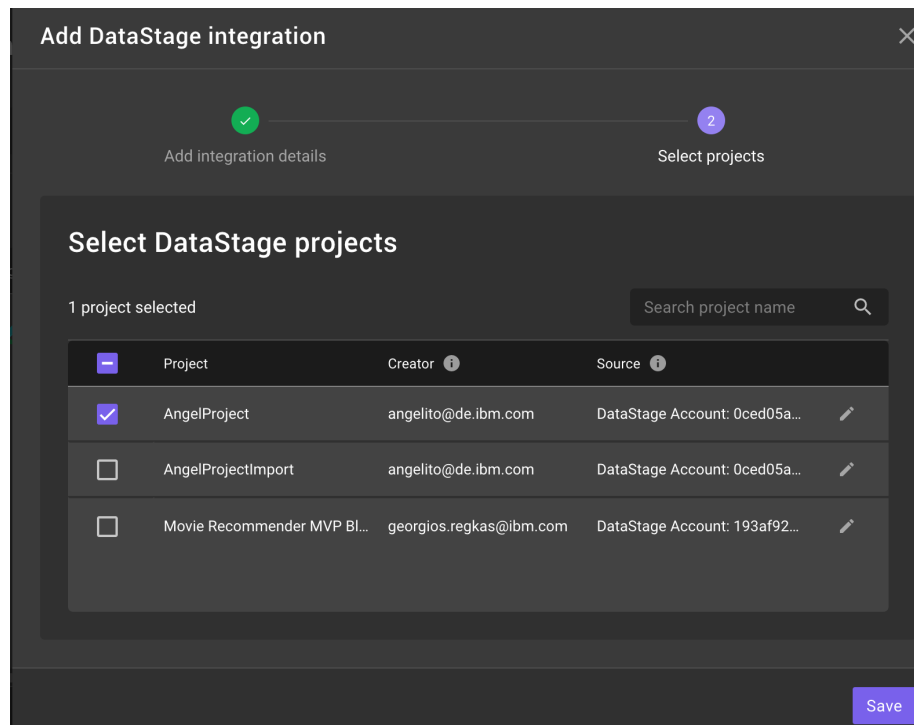 Add DataStage integration
2
Add integration details
Select projects
Select DataStage projects
1 project selected
Search project name
Project Creator Source
AngelProject angelito@de.ibm.com DataStage Account: 0ced05a...
AngelProjectImport angelito@de.ibm.com DataStage Account: 0ced05a...
Movie Recommender MVP Bl... georgios.regkas@ibm.com DataStage Account: 193af92...
Save